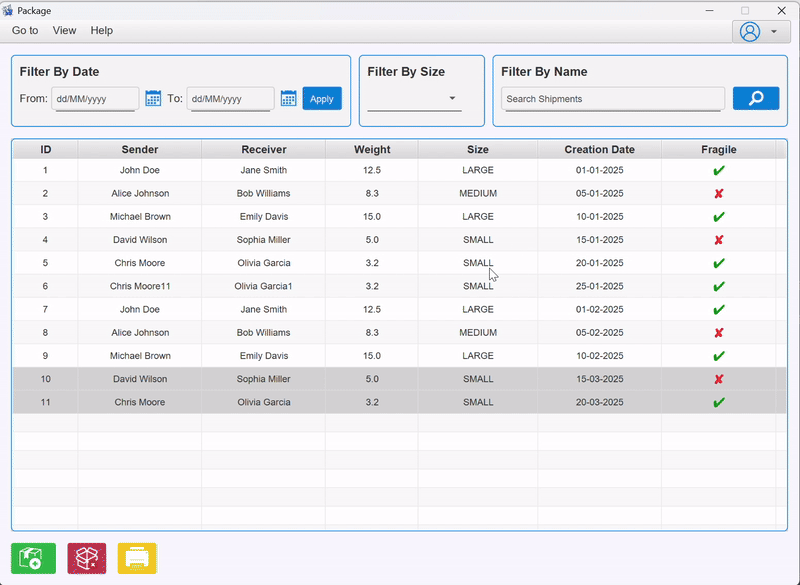 Package
Go to View Help
Filter By Date
From: dd/MM/yyyy To: dd/MM/yyyy Apply
Filter By Size
Filter By Name
Search Shipments
ID Sender Receiver Weight Size Creation Date Fragile
1 John Doe Jane Smith 12.5 LARGE 01-01-2025
2 Alice Johnson Bob Williams 8.3 MEDIUM 05-01-2025
3 Michael Brown Emily Davis 15.0 LARGE 10-01-2025
4 David Wilson Sophia Miller 5.0 SMALL 15-01-2025
5 Chris Moore Olivia Garcia 3.2 SMALL 20-01-2025
6 Chris Moore11 Olivia Garcia1 3.2 SMALL 25-01-2025
7 John Doe Jane Smith 12.5 LARGE 01-02-2025
8 Alice Johnson Bob Williams 8.3 MEDIUM 05-02-2025
9 Michael Brown Emily Davis 15.0 LARGE 10-02-2025
10 David Wilson Sophia Miller 5.0 SMALL 15-03-2025
11 Chris Moore Olivia Garcia 3.2 SMALL 20-03-2025